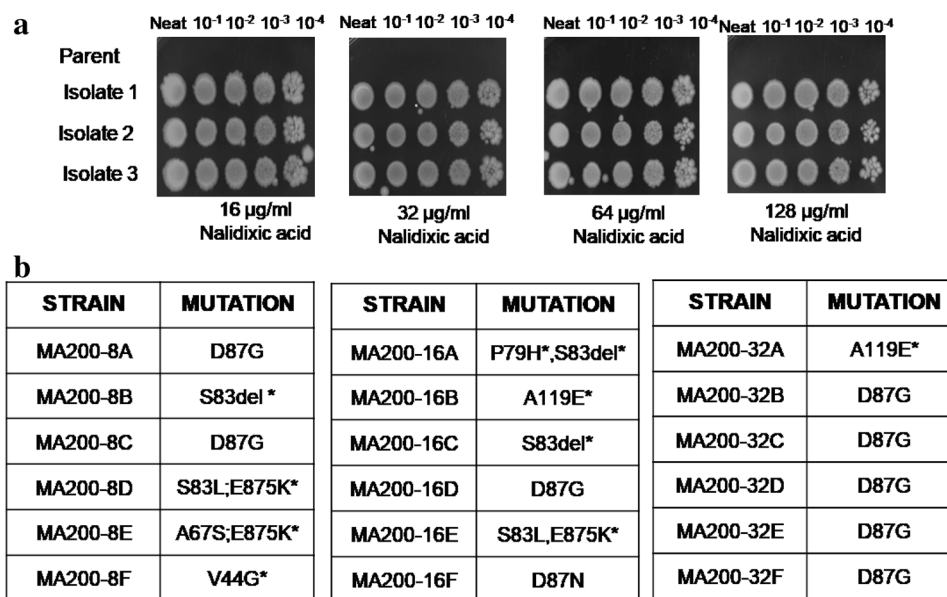 a
Neat 10⁻¹ 10⁻² 10⁻³ 10⁻⁴ Neat 10⁻¹ 10⁻² 10⁻³ 10⁻⁴ Neat 10⁻¹ 10⁻² 10⁻³ 10⁻⁴ Neat 10⁻¹ 10⁻² 10⁻³ 10⁻⁴
Parent
Isolate 1
Isolate 2
Isolate 3
16 µg/ml
Nalidixic acid
32 µg/ml
Nalidixic acid
64 µg/ml
Nalidixic acid
128 µg/ml
Nalidixic acid
b
STRAIN MUTATION
MA200-8A D87G
MA200-8B S83del *
MA200-8C D87G
MA200-8D S83L;E875K*
MA200-8E A67S;E875K*
MA200-8F V44G*
STRAIN MUTATION
MA200-16A P79H*,S83del*
MA200-16B A119E*
MA200-16C S83del*
MA200-16D D87G
MA200-16E S83L,E875K*
MA200-16F D87N
STRAIN MUTATION
MA200-32A A119E*
MA200-32B D87G
MA200-32C D87G
MA200-32D D87G
MA200-32E D87G
MA200-32F D87G